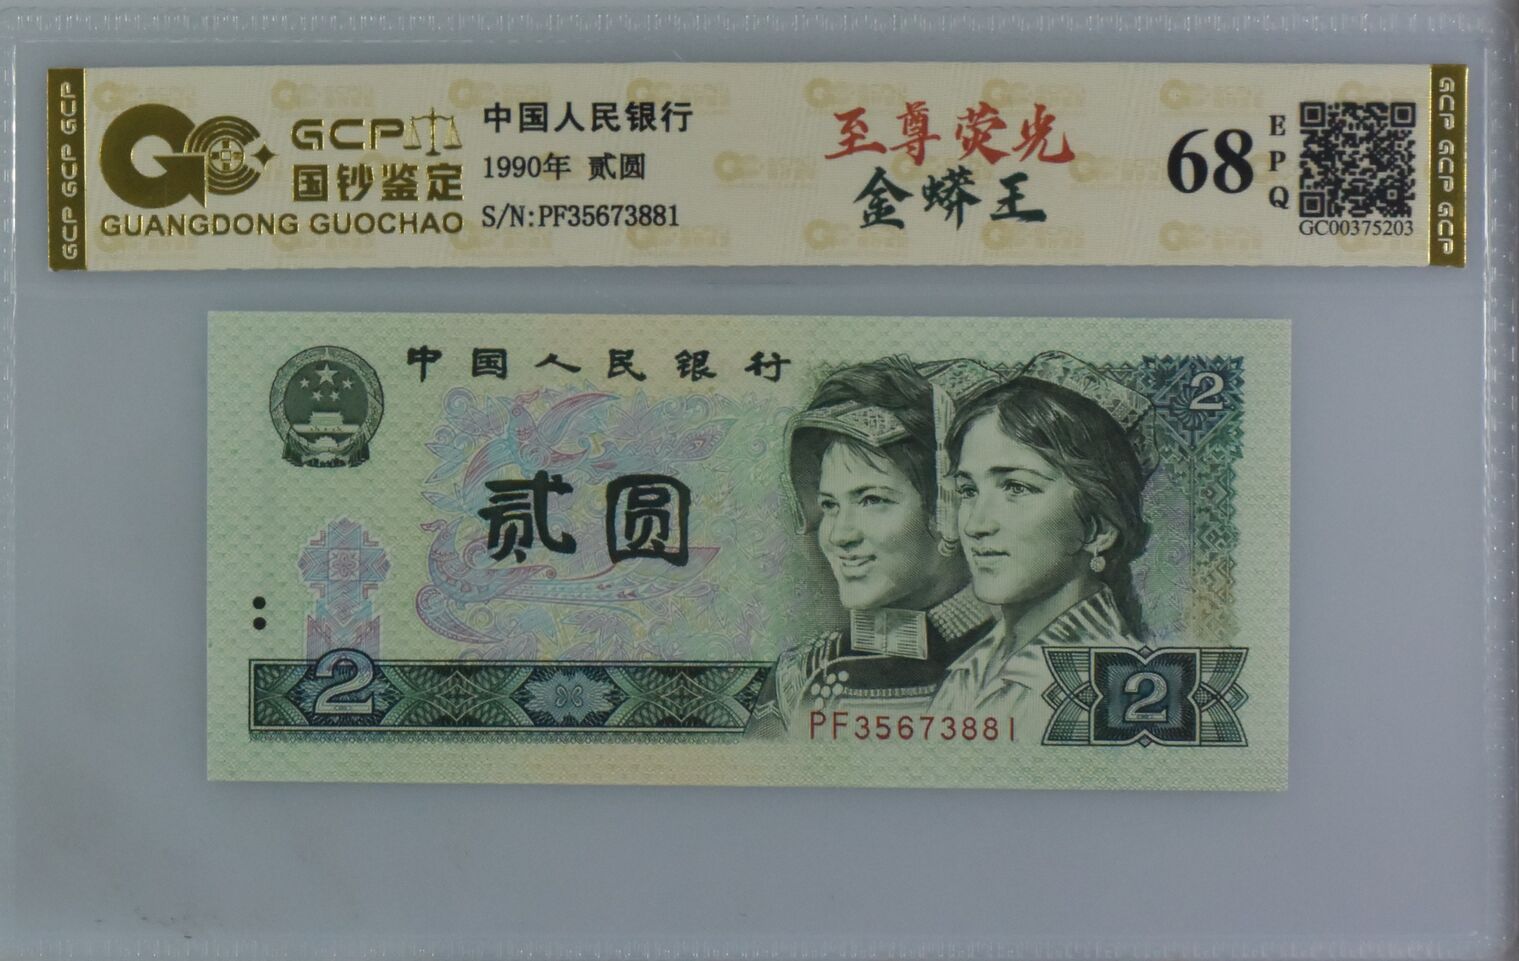 GCP GCP GCP
GCP
国钞鉴定
GUANGDONG GUOCHAO
中国人民银行
1990年 贰圆
S/N:PF35673881
至尊荧光
金蟒王
68
EPQ
GC00375203
GCP GCP GCP
中国人民银行
2
贰圆
2
2
PF35673881